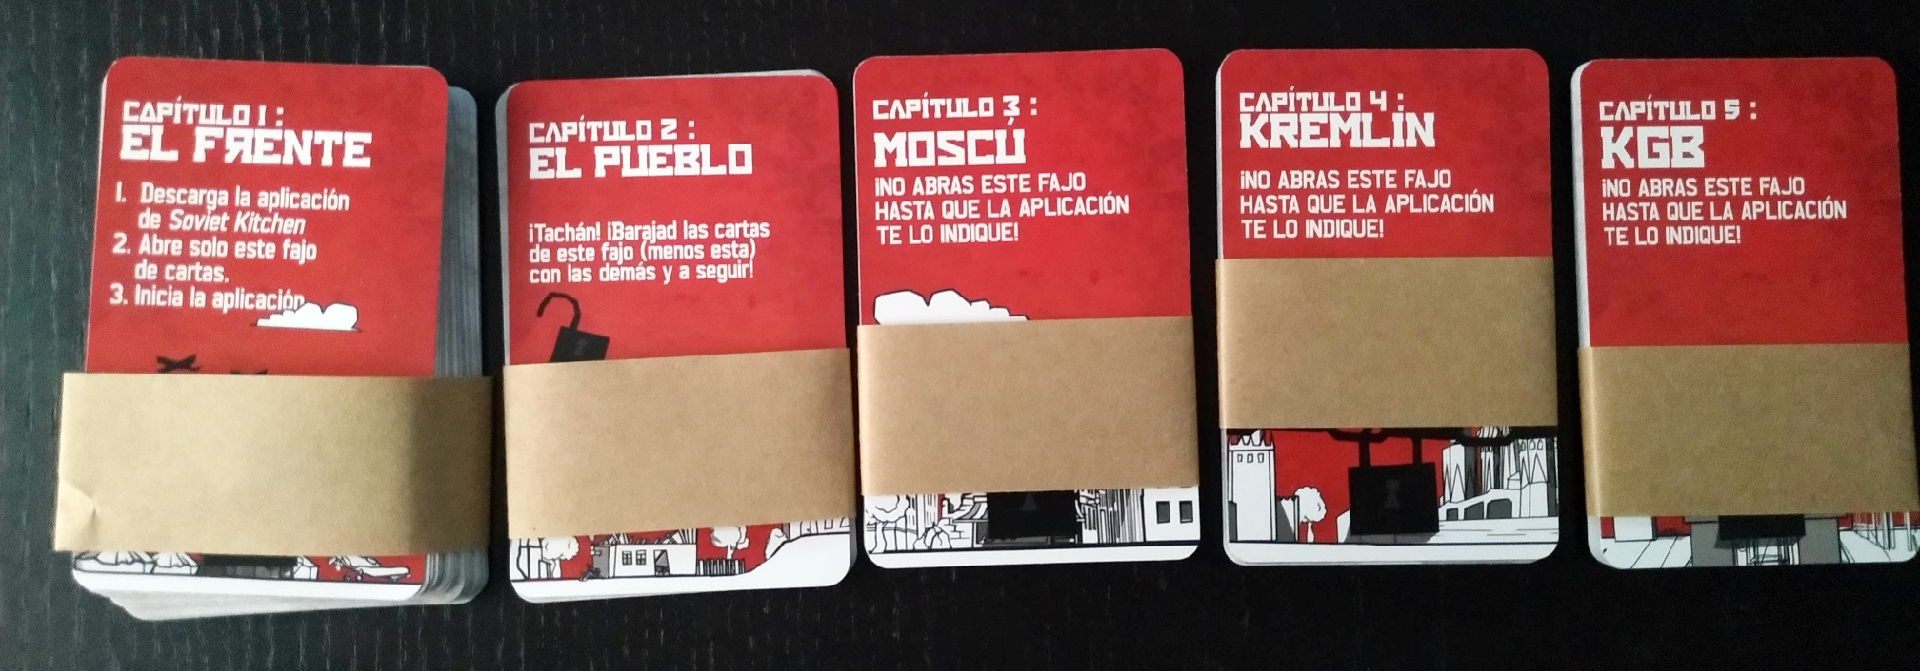 CAPÍTULO 1:
EL FRENTE
1. Descarga la aplicación
de Soviet Kitchen
2. Abre solo este fajo
de cartas.
3. Inicia la aplicación
CAPÍTULO 2:
EL PUEBLO
¡Tachán! ¡Barajad las cartas
de este fajo (menos esta)
con las demás y a seguir!
CAPÍTULO 3:
MOSCÚ
¡NO ABRAS ESTE FAJO
HASTA QUE LA APLICACIÓN
TE LO INDIQUE!
CAPÍTULO 4:
KREMLIN
¡NO ABRAS ESTE FAJO
HASTA QUE LA APLICACIÓN
TE LO INDIQUE!
CAPÍTULO 5:
KGB
¡NO ABRAS ESTE FAJO
HASTA QUE LA APLICACIÓN
TE LO INDIQUE!